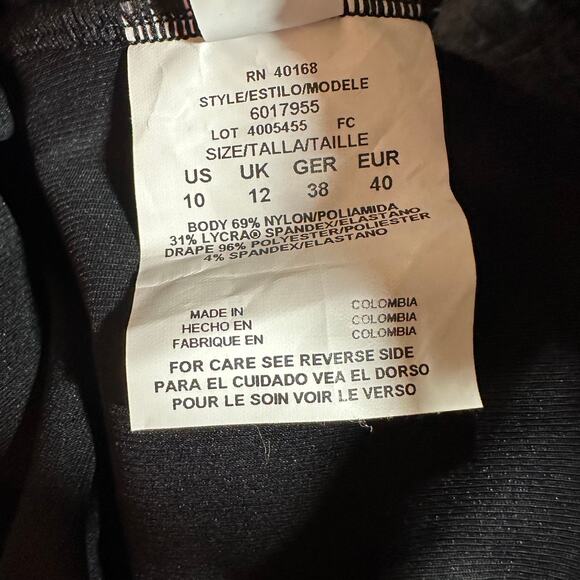 RN 40168
STYLE/ESTILO/MODELE
6017955
LOT 4005455 FC
SIZE/TALLA/TAILLE
US UK GER EUR
10 12 38 40
BODY 69% NYLON/POLIAMIDA
31% LYCRA® SPANDEX/ELASTANO
DRAPE 96% POLYESTER/POLIESTER
4% SPANDEX/ELASTANO
MADE IN COLOMBIA
HECHO EN COLOMBIA
FABRIQUE EN COLOMBIA
FOR CARE SEE REVERSE SIDE
PARA EL CUIDADO VEA EL DORSO
POUR LE SOIN VOIR LE VERSO